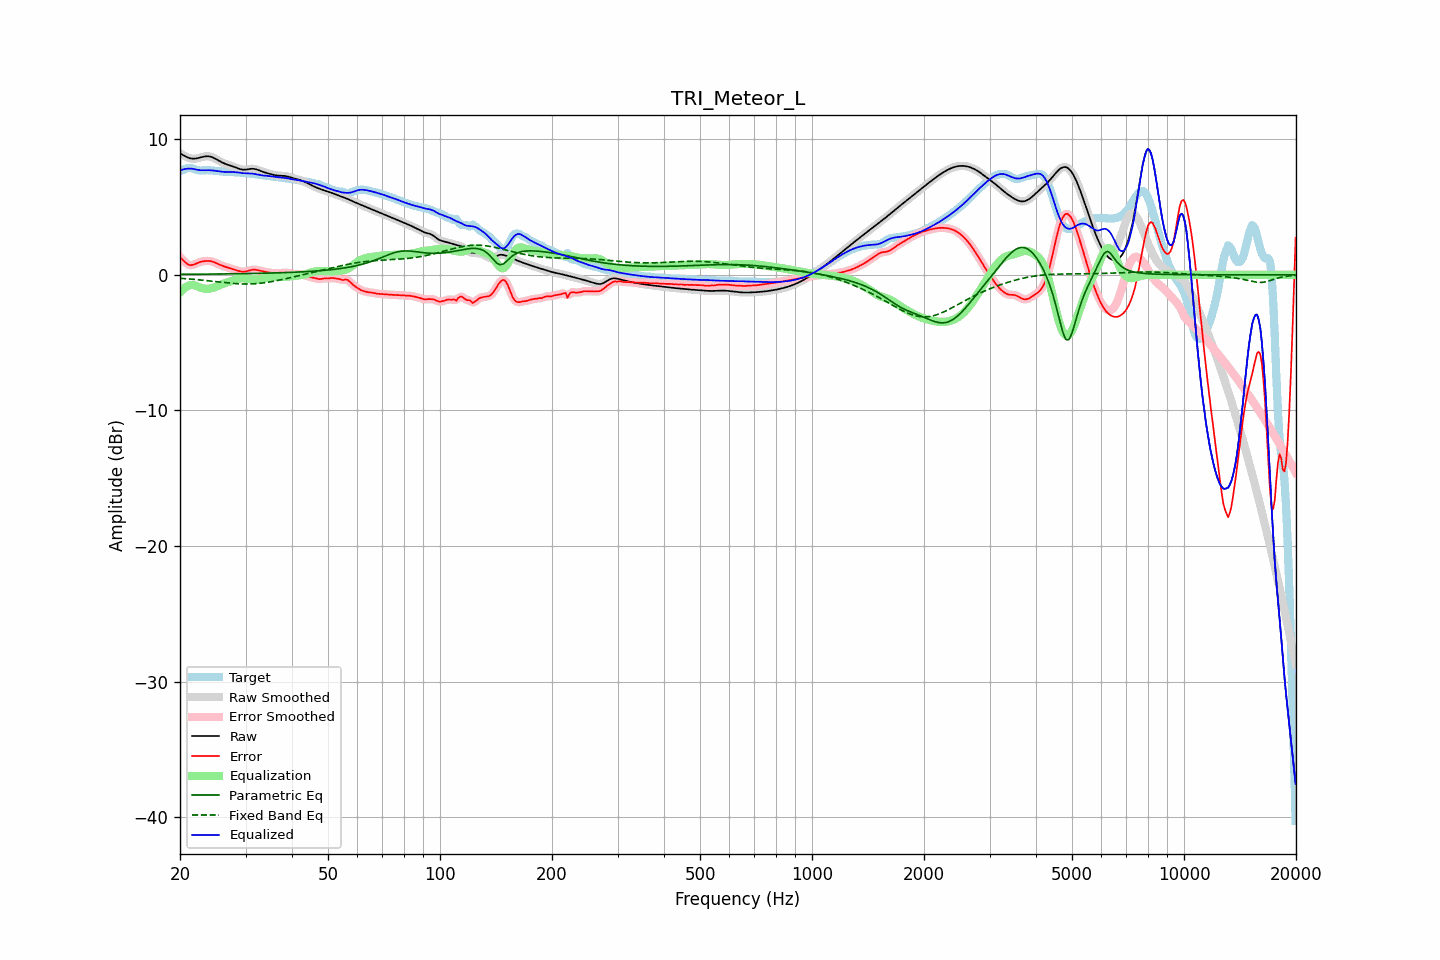 TRI_Meteor_L
Amplitude (dBr)
10
0
−10
−20
−30
−40
Target
Raw Smoothed
Error Smoothed
Raw
Error
Equalization
Parametric Eq
Fixed Band Eq
Equalized
20 50 100 200 500 1000 2000 5000 10000 20000
Frequency (Hz)